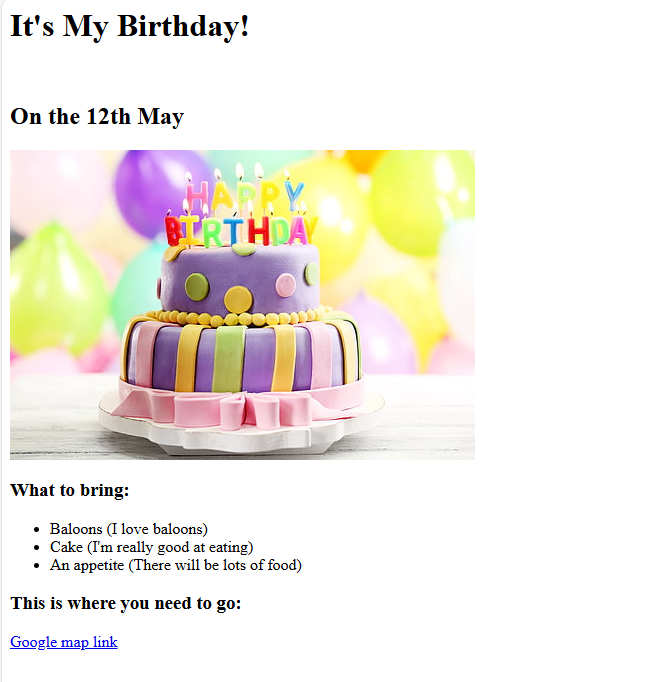 It's My Birthday!
On the 12th May
HAPPY
BIRTHDAY
What to bring:
Baloons (I love baloons)
Cake (I'm really good at eating)
An appetite (There will be lots of food)
This is where you need to go:
Google map link